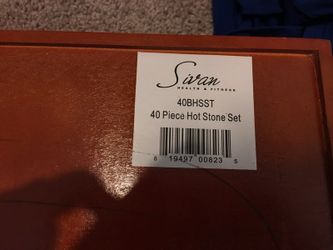 Sivan
HEALTH & FITNESS
40BHSST
40 Piece Hot Stone Set
8 19497 00823 5